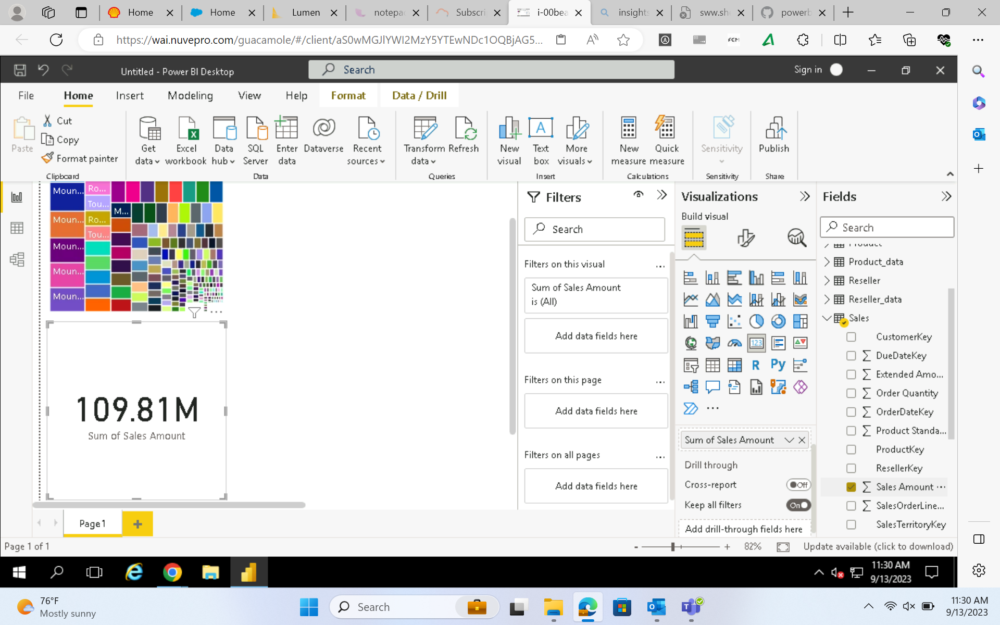 Home
Home
Lumen
notepa
Subscri
i-00bea
insights
sww.she
powerb
https://wai.nuvepro.com/guacamole/#/client/aS0wMGJlYWI2MzY5YTEwNDc1OQBjAG5...
FCM
Untitled - Power BI Desktop
Search
Sign in
File
Home
Insert
Modeling
View
Help
Format
Data / Drill
Paste
Cut
Copy
Format painter
Clipboard
Get data
Excel workbook
Data hub
SQL Server
Enter data
Dataverse
Recent sources
Data
Transform data
Refresh
Queries
New visual
Text box
More visuals
Insert
New measure
Quick measure
Calculations
Sensitivity
Sensitivity
Publish
Share
Moun...
Ro...
Tou...
M...
Moun...
Ro...
Tou...
Moun...
Moun...
Moun...
109.81M
Sum of Sales Amount
Filters
Search
Filters on this visual
...
Sum of Sales Amount
is (All)
Add data fields here
Filters on this page
...
Add data fields here
Filters on all pages
...
Add data fields here
Visualizations
Build visual
123
R
Py
...
Sum of Sales Amount
Drill through
Cross-report
Off
Keep all filters
On
Add drill-through fields here
Fields
Search
Product
Product_data
Reseller
Reseller_data
Sales
CustomerKey
DueDateKey
Extended Amo...
Order Quantity
OrderDateKey
Product Standa...
ProductKey
ResellerKey
Sales Amount
...
SalesOrderLine...
SalesTerritoryKey
Page 1
Page 1 of 1
-
+
82%
Update available (click to download)
11:30 AM
9/13/2023
76°F
Mostly sunny
Search
11:30 AM
9/13/2023